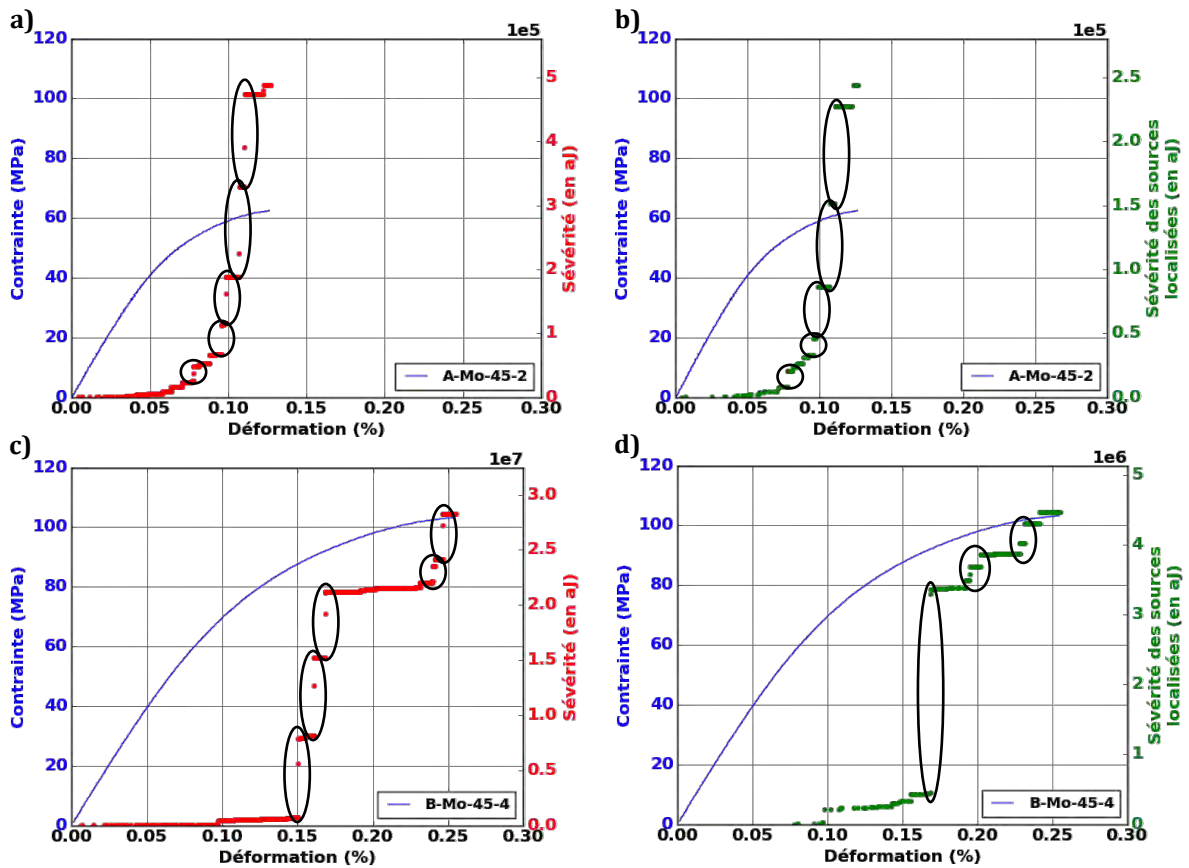 a)
1e5
120
100
80
60
40
20
0
Contrainte (MPa)
5
4
3
2
1
0
Sévérité (en aJ)
A-Mo-45-2
0.00 0.05 0.10 0.15 0.20 0.25 0.30
Déformation (%)
b)
1e5
120
100
80
60
40
20
0
Contrainte (MPa)
2.5
2.0
1.5
1.0
0.5
0.0
Sévérité des sources
localisées (en aJ)
A-Mo-45-2
0.00 0.05 0.10 0.15 0.20 0.25 0.30
Déformation (%)
c)
1e7
120
100
80
60
40
20
0
Contrainte (MPa)
3.0
2.5
2.0
1.5
1.0
0.5
0.0
Sévérité (en aJ)
B-Mo-45-4
0.00 0.05 0.10 0.15 0.20 0.25 0.30
Déformation (%)
d)
1e6
120
100
80
60
40
20
0
Contrainte (MPa)
5
4
3
2
1
0
Sévérité des sources
localisées (en aJ)
B-Mo-45-4
0.00 0.05 0.10 0.15 0.20 0.25 0.30
Déformation (%)